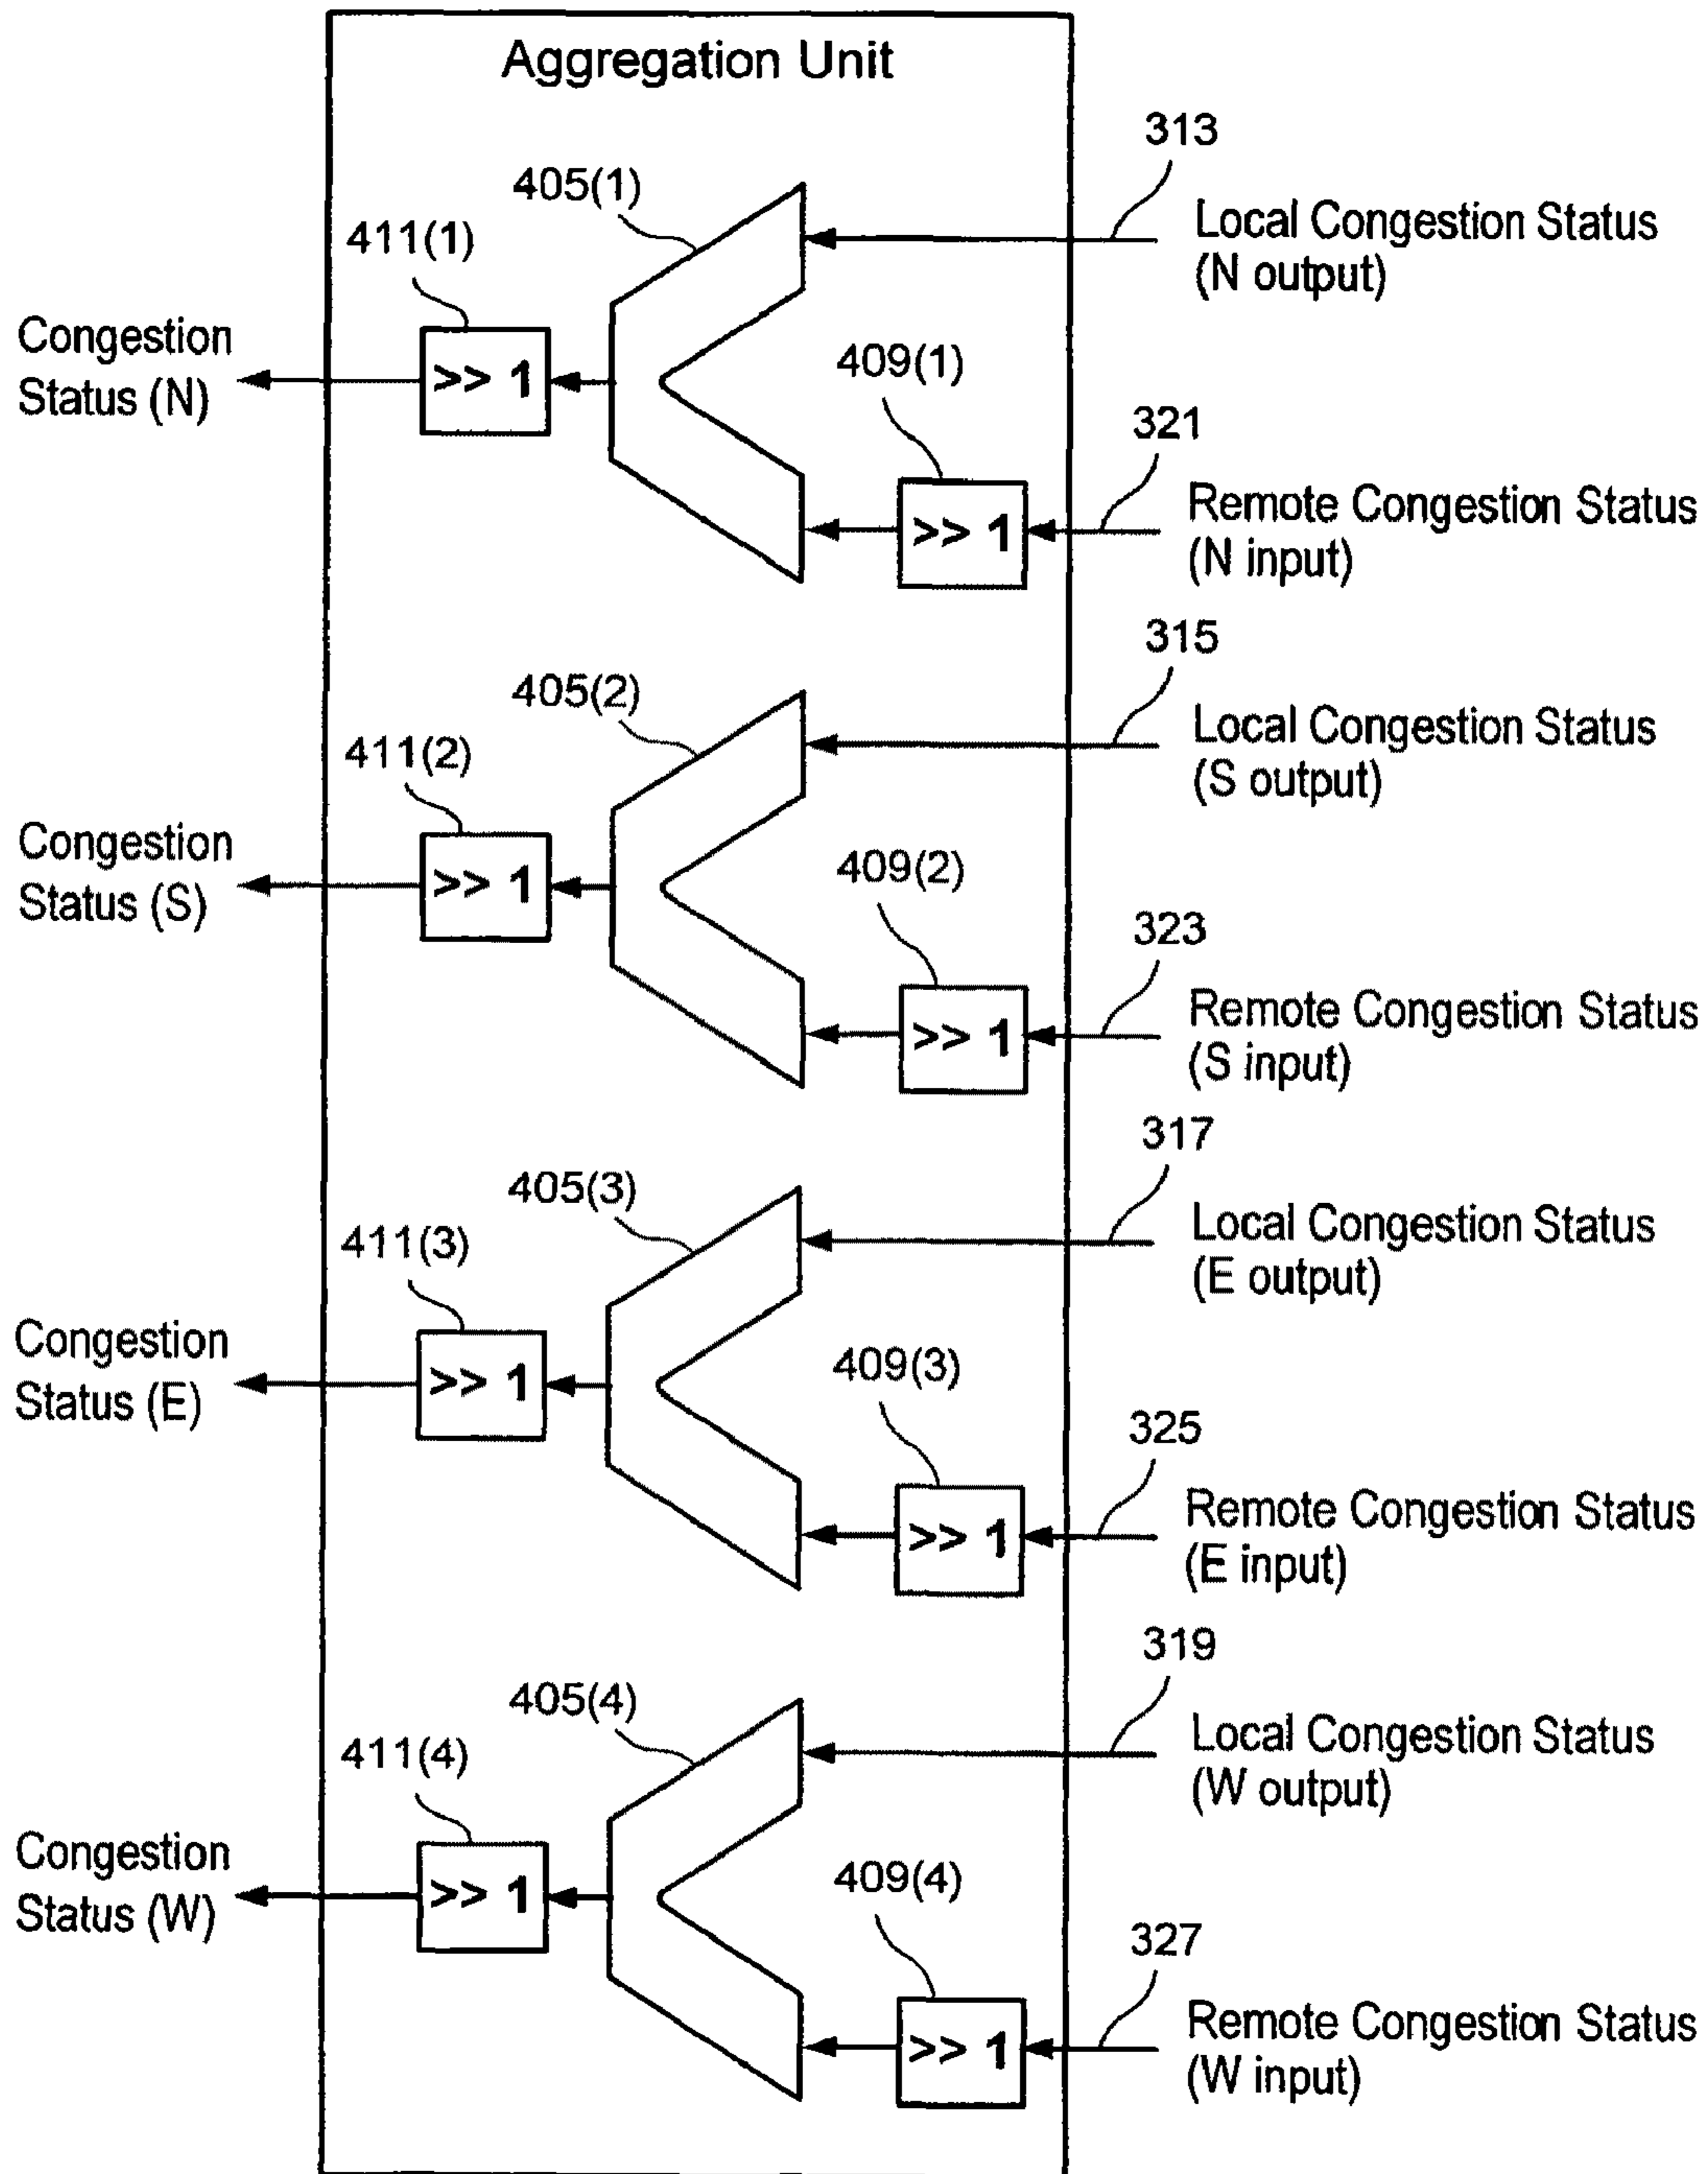 Aggregation Unit
313
405(1)
Local Congestion Status
(N output)
411(1)
Congestion
Status (N)
>> 1
409(1)
321
>> 1
Remote Congestion Status
(N input)
315
405(2)
Local Congestion Status
(S output)
411(2)
Congestion
Status (S)
>> 1
409(2)
323
>> 1
Remote Congestion Status
(S input)
317
405(3)
Local Congestion Status
(E output)
411(3)
Congestion
Status (E)
>> 1
409(3)
325
>> 1
Remote Congestion Status
(E input)
319
405(4)
Local Congestion Status
(W output)
411(4)
Congestion
Status (W)
>> 1
409(4)
327
>> 1
Remote Congestion Status
(W input)